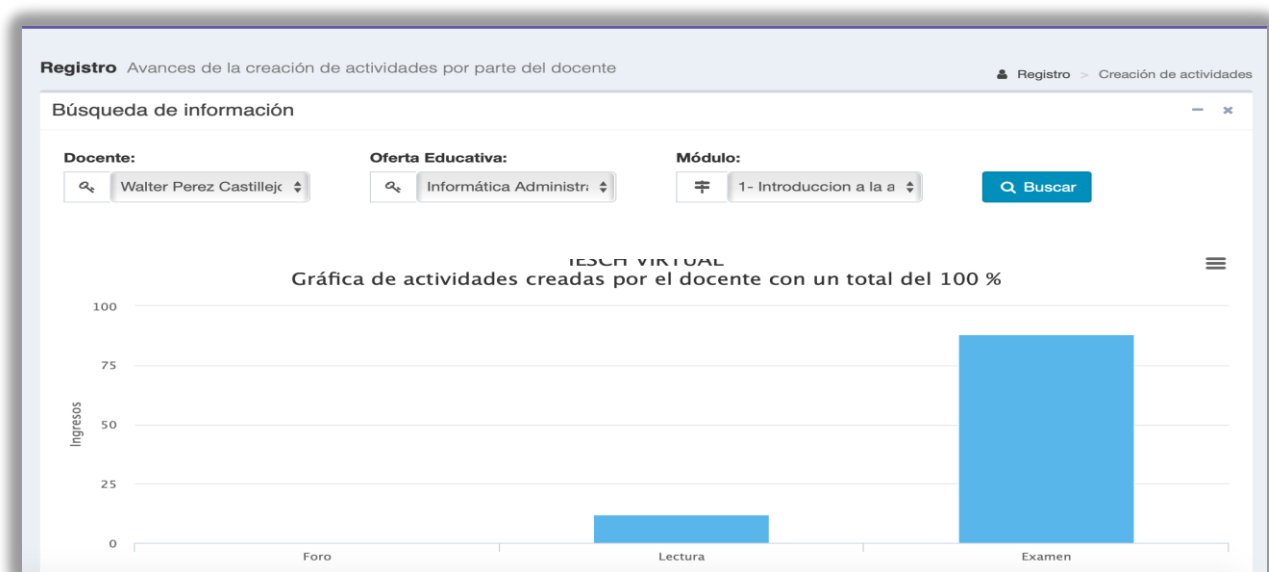 Registro Avances de la creación de actividades por parte del docente
Registro > Creación de actividades
Búsqueda de información
Docente: Oferta Educativa: Módulo:
Walter Perez Castillejc Informática Administra 1- Introduccion a la a Buscar
IESCH VIRTUAL
Gráfica de actividades creadas por el docente con un total del 100 %
100
75
50
25
0
Ingresos
Foro Lectura Examen